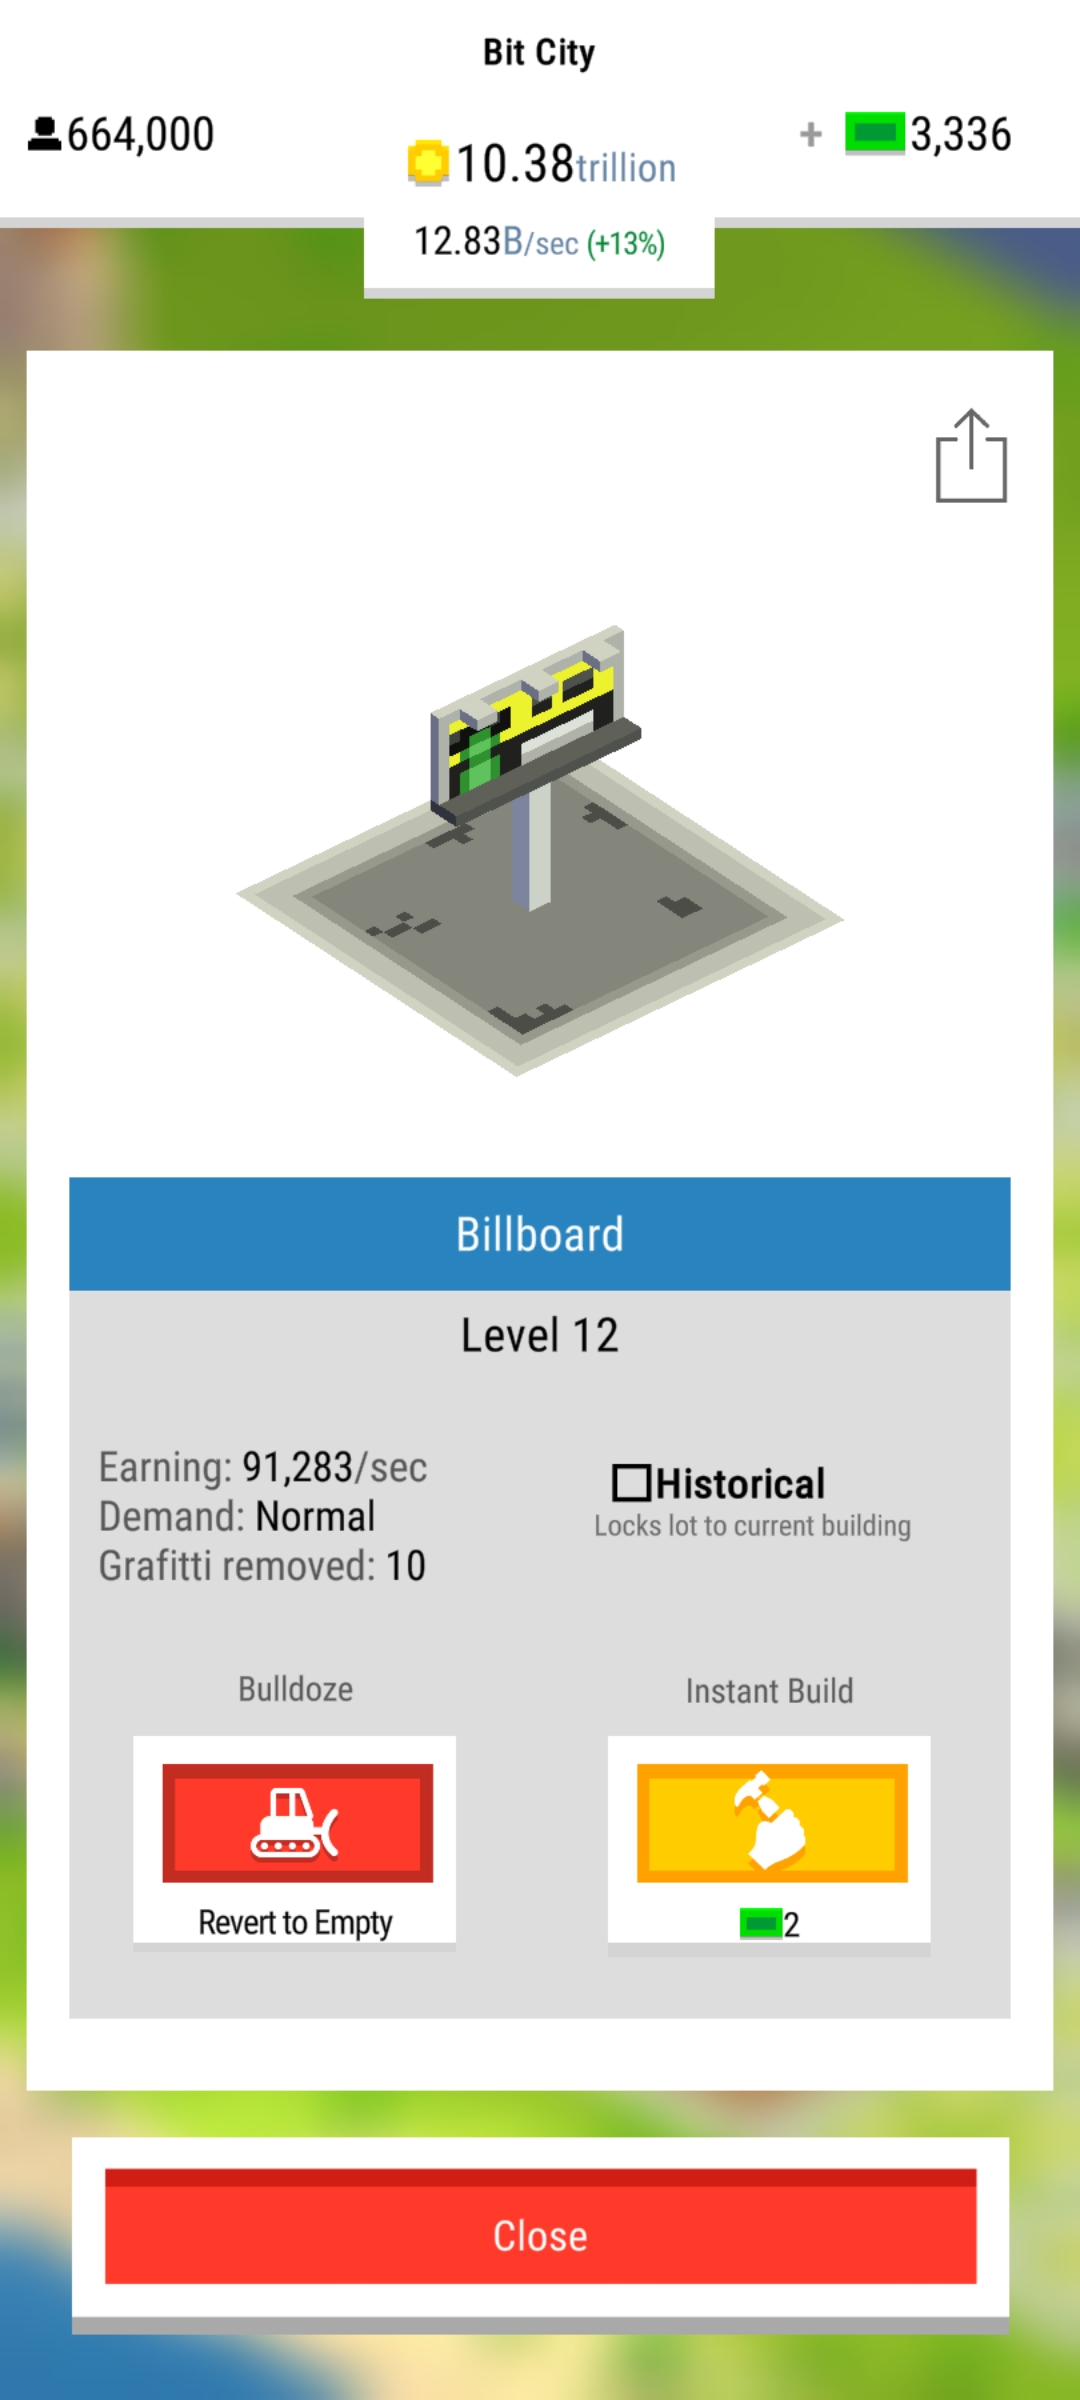 Bit City
664,000
10.38trillion
+ 3,336
12.83B/sec (+13%)
Billboard
Level 12
Earning: 91,283/sec
Demand: Normal
Grafitti removed: 10
Historical
Locks lot to current building
Bulldoze
Revert to Empty
Instant Build
2
Close